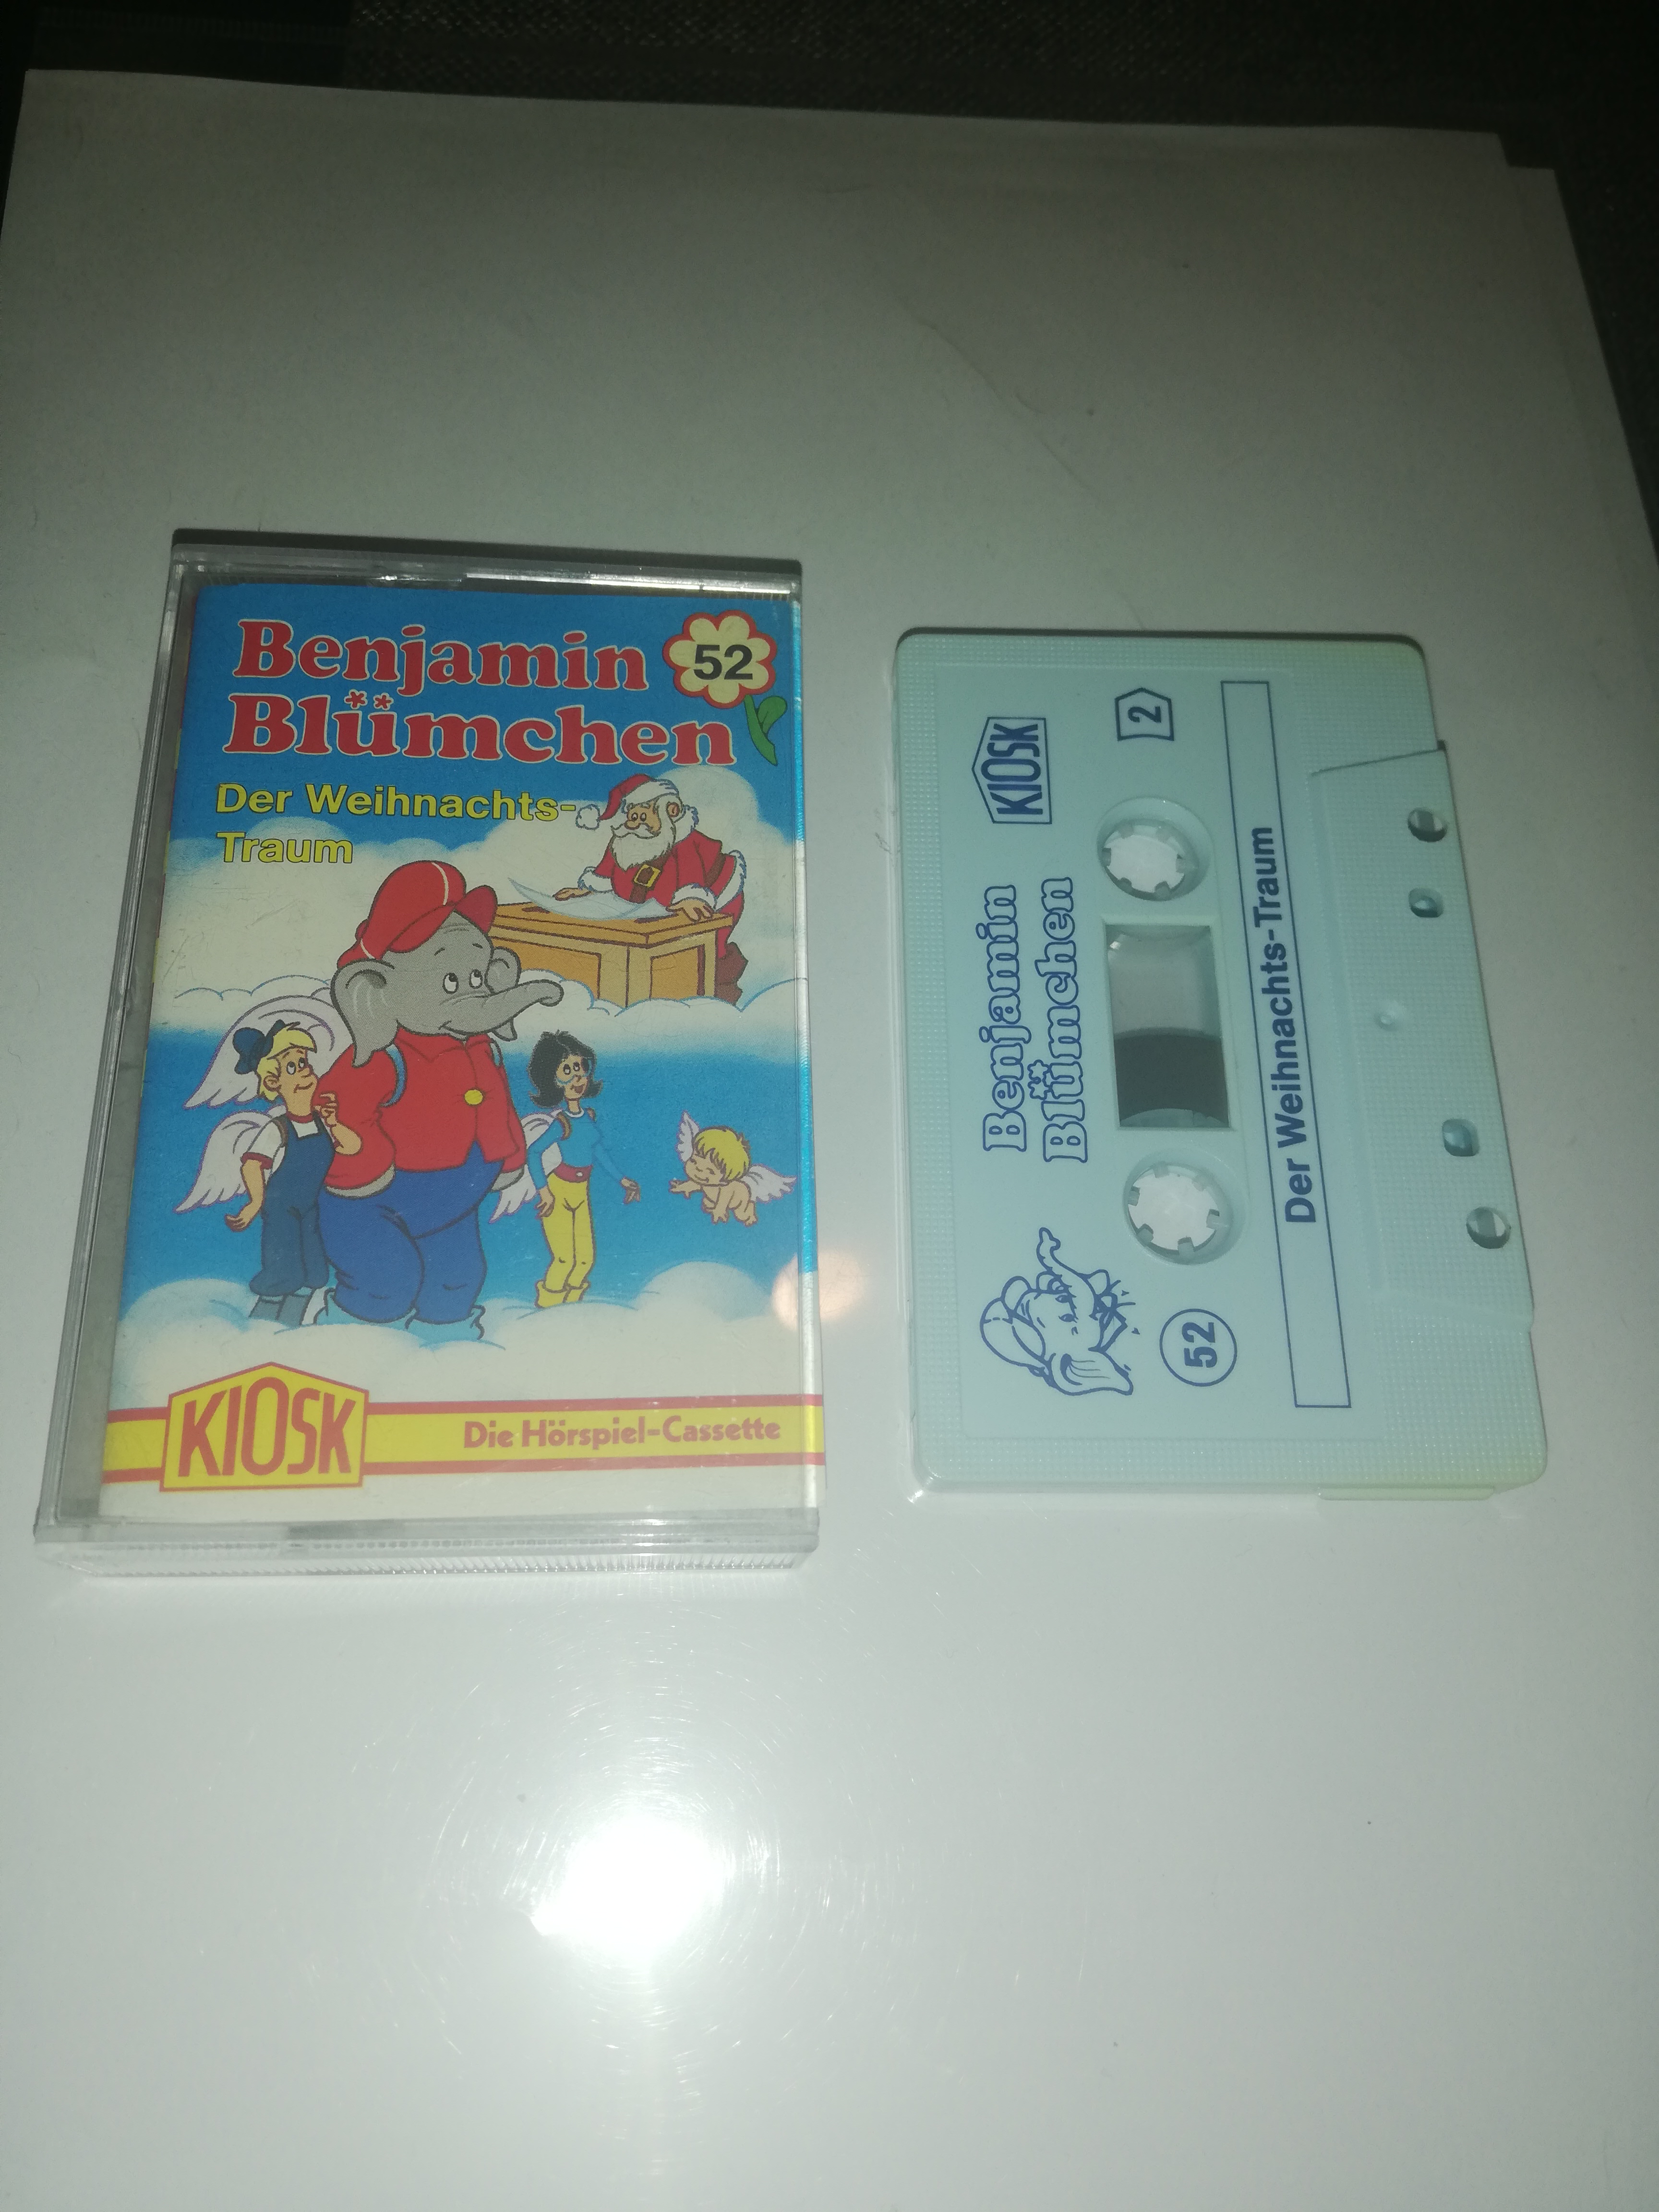 Benjamin
Blümchen
52
Der Weihnachts-
Traum
KIOSK
Die Hörspiel-Cassette
Benjamin
Blümchen
KIOSK
2
52
Der Weihnachts-Traum